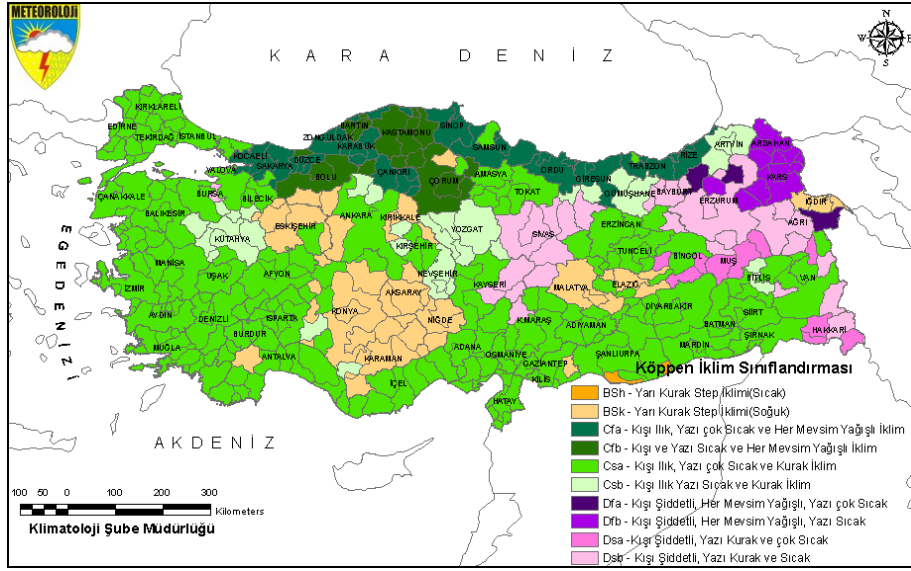 METEOROLOJİ
KARA DENİZ
N
W E
S
KIRKLARELİ
EDİRNE
TEKİRDAĞ
İSTANBUL
KOCAELİ
YALOVA
SAKARYA
DÜZCE
ZONGULDAK
BARTIN
KARABÜK
KASTAMONU
SİNOP
SAMSUN
ÇANKIRI
BOLU
ÇORUM
AMASYA
TOKAT
ORDU
GİRESUN
TRABZON
RİZE
ARTVİN
ARDAHAN
KARS
GÜMÜŞHANE
BAYBURT
ERZURUM
IĞDIR
AĞRI
ÇANAKKALE
BURSA
BİLECİK
BALIKESİR
KÜTAHYA
ESKİŞEHİR
ANKARA
KIRIKKALE
YOZGAT
SİVAS
ERZİNCAN
TUNCELİ
KIRŞEHİR
NEVŞEHİR
KAYSERİ
BİNGÖL
MUŞ
BİTLİS
VAN
MANİSA
İZMİR
UŞAK
AFYON
AKSARAY
KONYA
NİĞDE
MALATYA
ELAZIĞ
DİYARBAKIR
SİİRT
BATMAN
ŞIRNAK
HAKKARİ
MARDİN
AYDIN
DENİZLİ
ISPARTA
BURDUR
MUĞLA
ANTALYA
KARAMAN
İÇEL
ADANA
K.MARAŞ
ADIYAMAN
OSMANİYE
GAZİANTEP
ŞANLIURFA
KİLİS
HATAY
EGE DENİZİ
AKDENİZ
Köppen İklim Sınıflandırması
BSh - Yarı Kurak Step İklimi(Sıcak)
BSk - Yarı Kurak Step İklimi(Soğuk)
Cfa - Kışı Ilık, Yazı çok Sıcak ve Her Mevsim Yağışlı İklim
Cfb - Kışı ve Yazı Sıcak ve Her Mevsim Yağışlı İklim
Csa - Kışı Ilık, Yazı çok Sıcak ve Kurak İklim
Csb - Kışı Ilık Yazı Sıcak ve Kurak İklim
Dfa - Kışı Şiddetli, Her Mevsim Yağışlı, Yazı çok Sıcak
Dfb - Kışı Şiddetli, Her Mevsim Yağışlı, Yazı Sıcak
Dsa -Kışı Şiddetli, Yazı Kurak ve çok Sıcak
Dsb - Kışı Şiddetli, Yazı Kurak ve Sıcak
100 50 0 100 200 300
Kilometers
Klimatoloji Şube Müdürlüğü